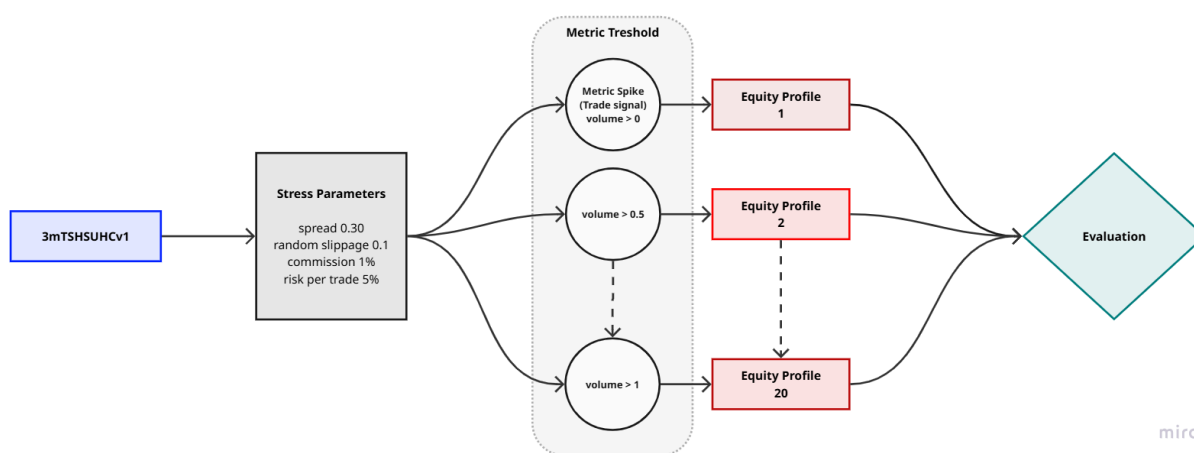 Metric Treshold
Metric Spike
(Trade signal)
volume > 0
Equity Profile
1
Stress Parameters
spread 0.30
random slippage 0.1
commission 1%
risk per trade 5%
3mTSHSUHCv1
volume > 0.5
Equity Profile
2
Evaluation
volume > 1
Equity Profile
20